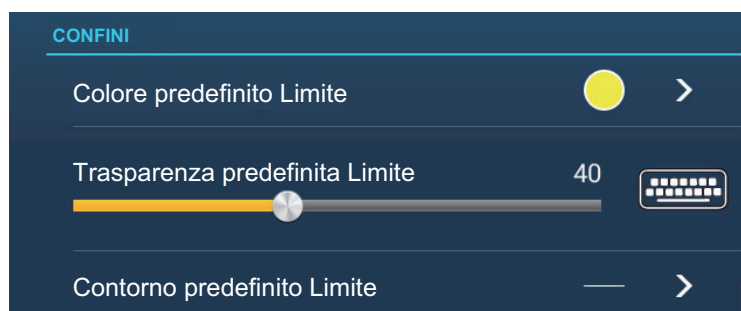 CONFINI
Colore predefinito Limite
Trasparenza predefinita Limite 40
Contorno predefinito Limite